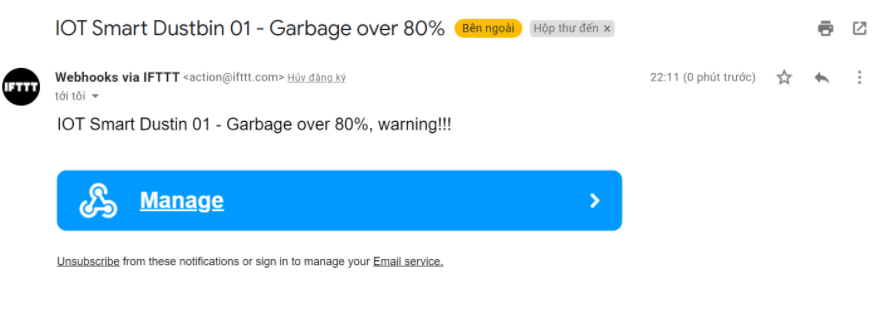 IOT Smart Dustbin 01 - Garbage over 80% Bên ngoài Hộp thư đến x
IFTTT
Webhooks via IFTTT <action@ifttt.com> Hủy đăng ký 22:11 (0 phút trước)
tới tôi
IOT Smart Dustin 01 - Garbage over 80%, warning!!!
Manage
Unsubscribe from these notifications or sign in to manage your Email service.